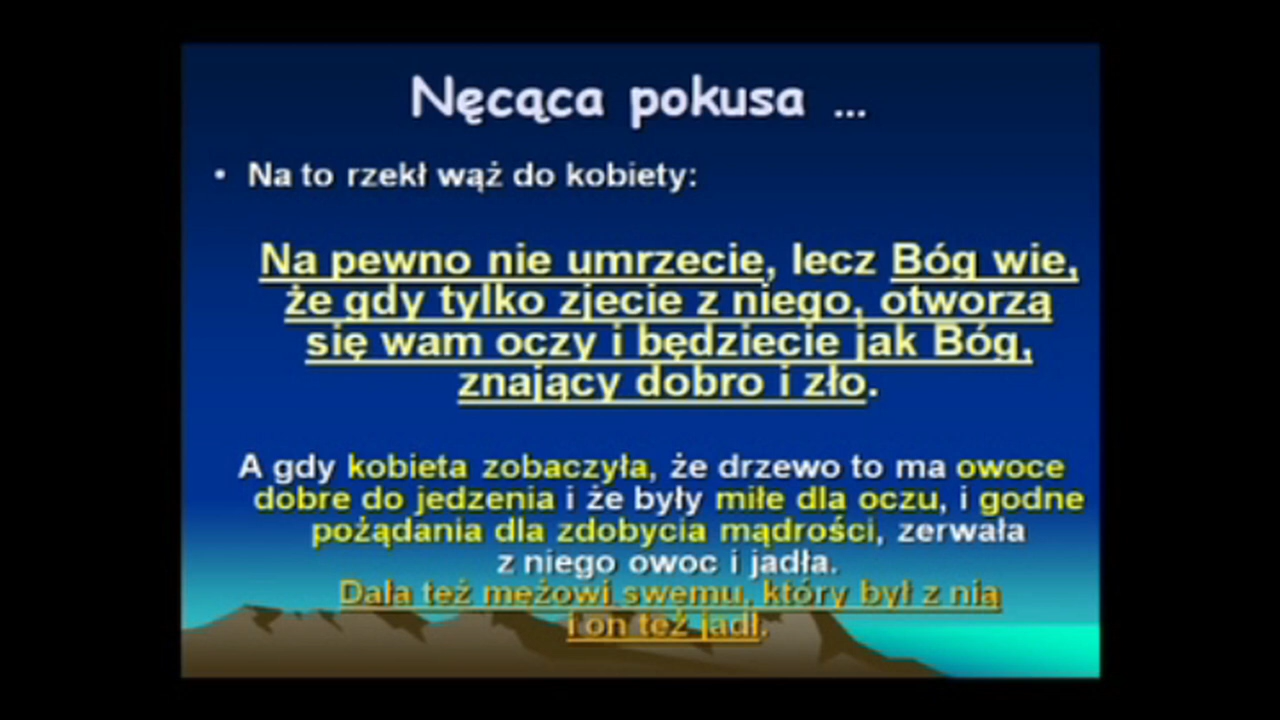 Nęcąca pokusa ...
• Na to rzekł wąż do kobiety:
Na pewno nie umrzecie, lecz Bóg wie,
że gdy tylko zjecie z niego, otworzą
się wam oczy i będziecie jak Bóg,
znający dobro i zło.
A gdy kobieta zobaczyła, że drzewo to ma owoce
dobre do jedzenia i że były miłe dla oczu, i godne
pożądania dla zdobycia mądrości, zerwała
z niego owoc i jadła.
Dała też mężowi swemu, który był z nią
i on też jadł.